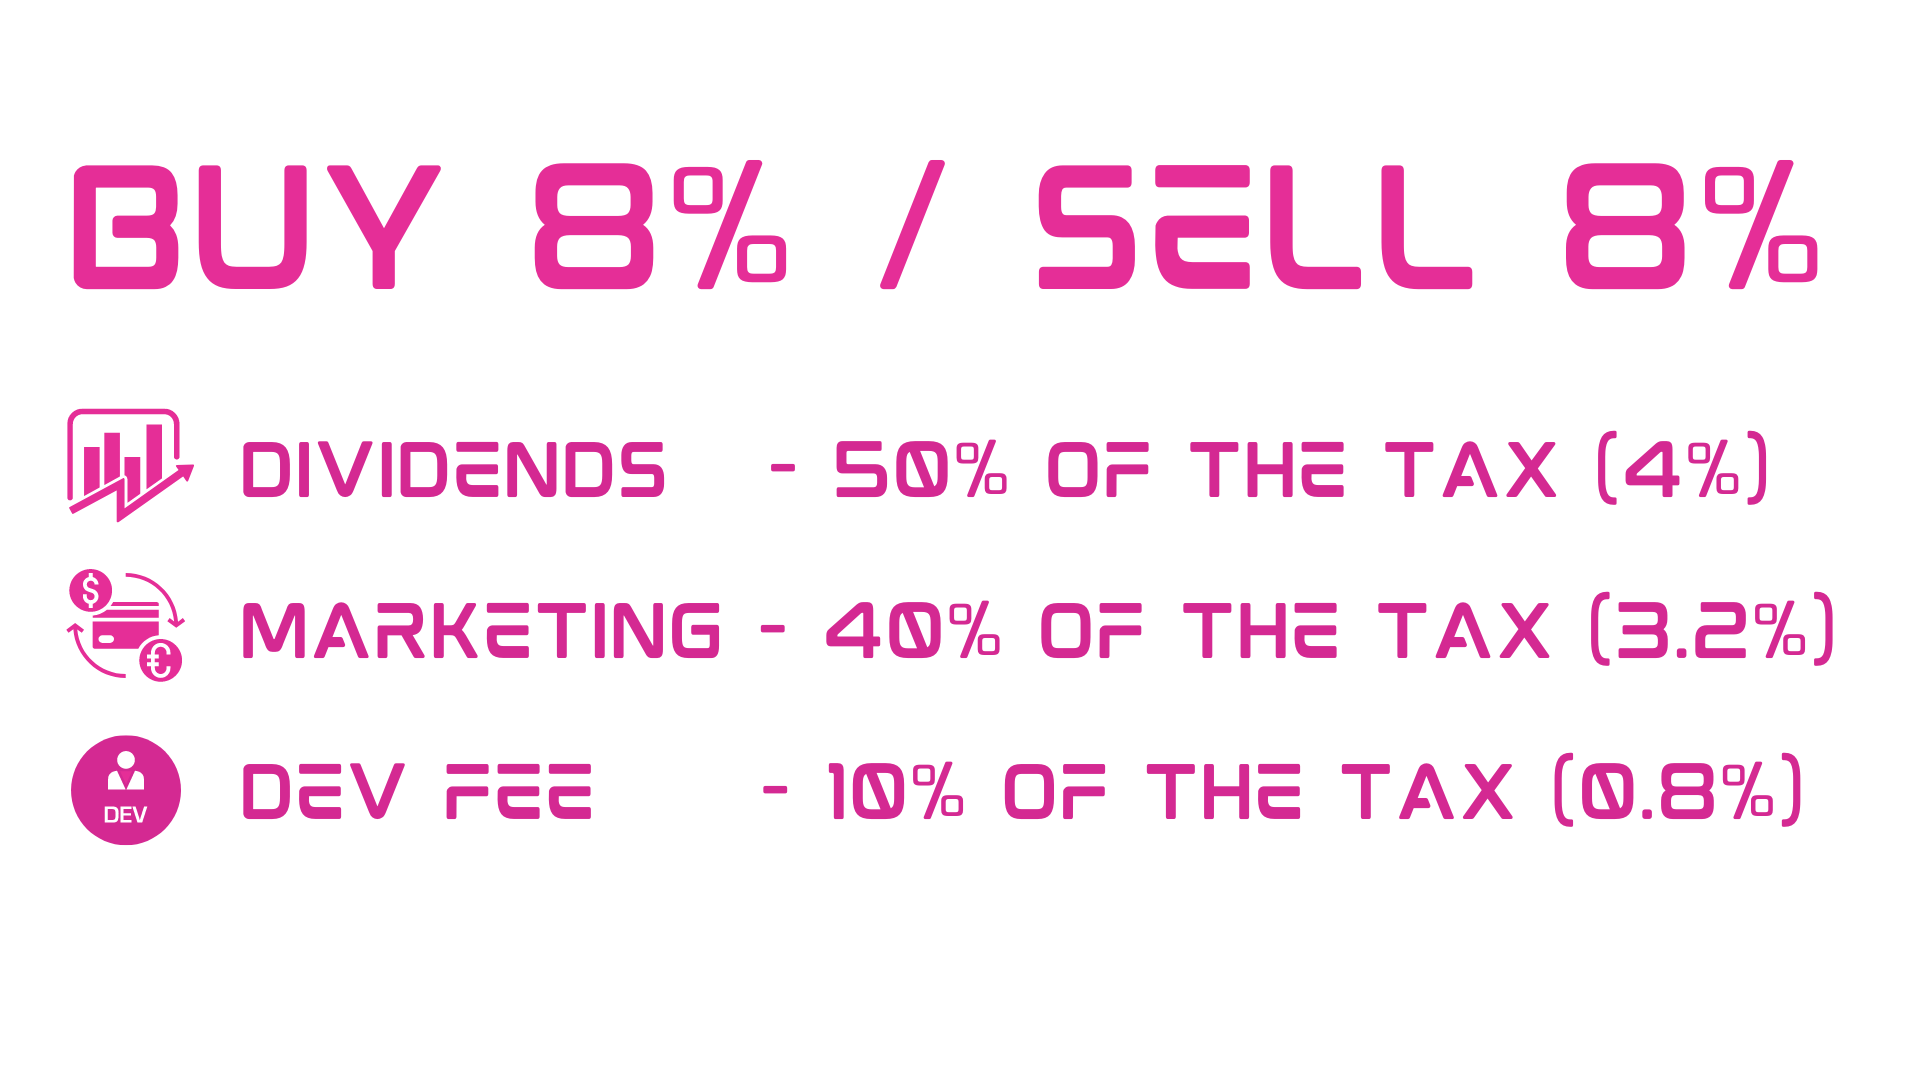 BUY 8% / SELL 8%
DIVIDENDS - 50% OF THE TAX (4%)
$
MARKETING - 40% OF THE TAX (3.2%)
€
DEV FEE - 10% OF THE TAX (0.8%)
DEV